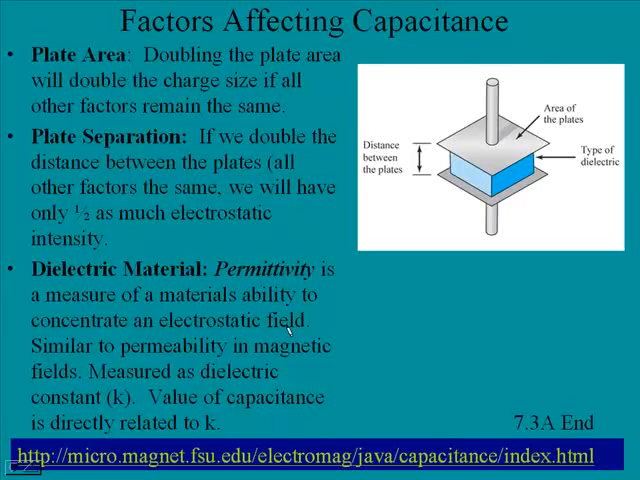 Factors Affecting Capacitance
• Plate Area: Doubling the plate area
will double the charge size if all
other factors remain the same.
• Plate Separation: If we double the
distance between the plates (all
other factors the same, we will have
only ½ as much electrostatic
intensity.
• Dielectric Material: Permittivity is
a measure of a materials ability to
concentrate an electrostatic field.
Similar to permeability in magnetic
fields. Measured as dielectric
constant (k). Value of capacitance
is directly related to k.
Area of
the plates
Distance
between
the plates
Type of
dielectric
7.3A End
http://micro.magnet.fsu.edu/electromag/java/capacitance/index.html